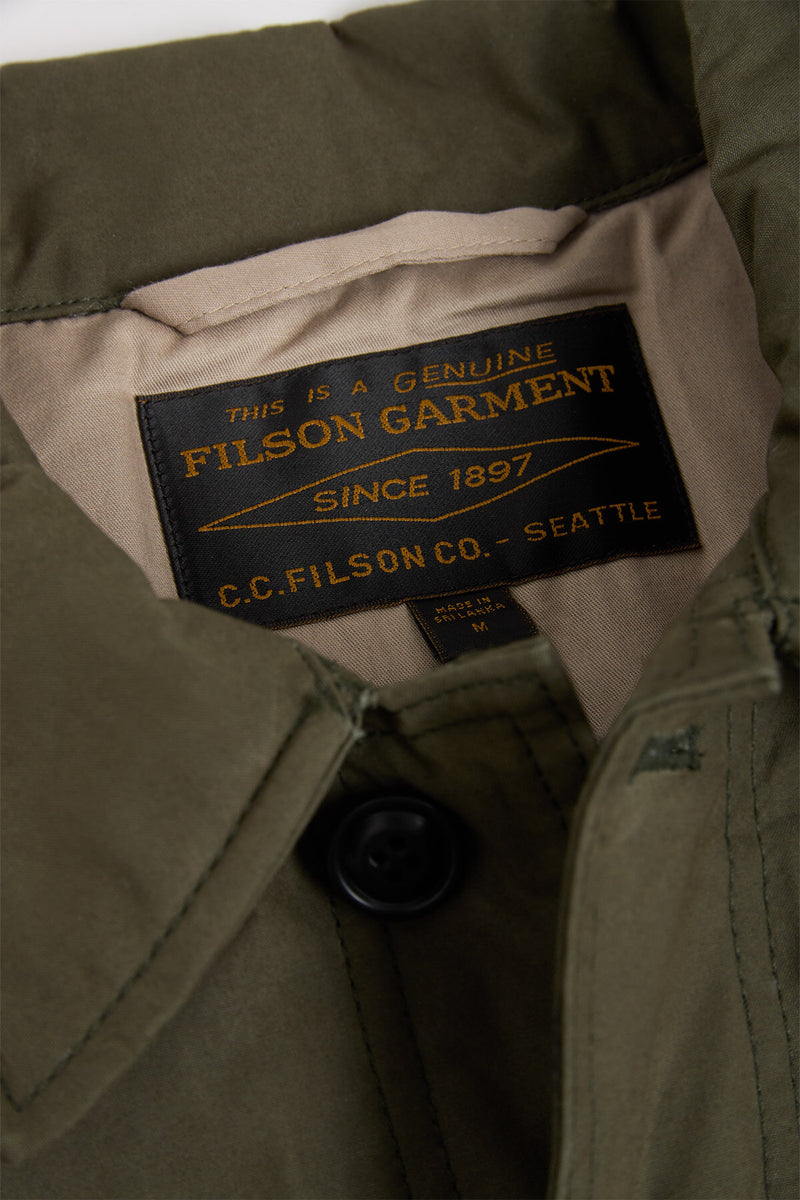 THIS IS A GENUINE
FILSON GARMENT
SINCE 1897
C.C. FILSON CO. - SEATTLE
MADE IN
SRI LANKA
M